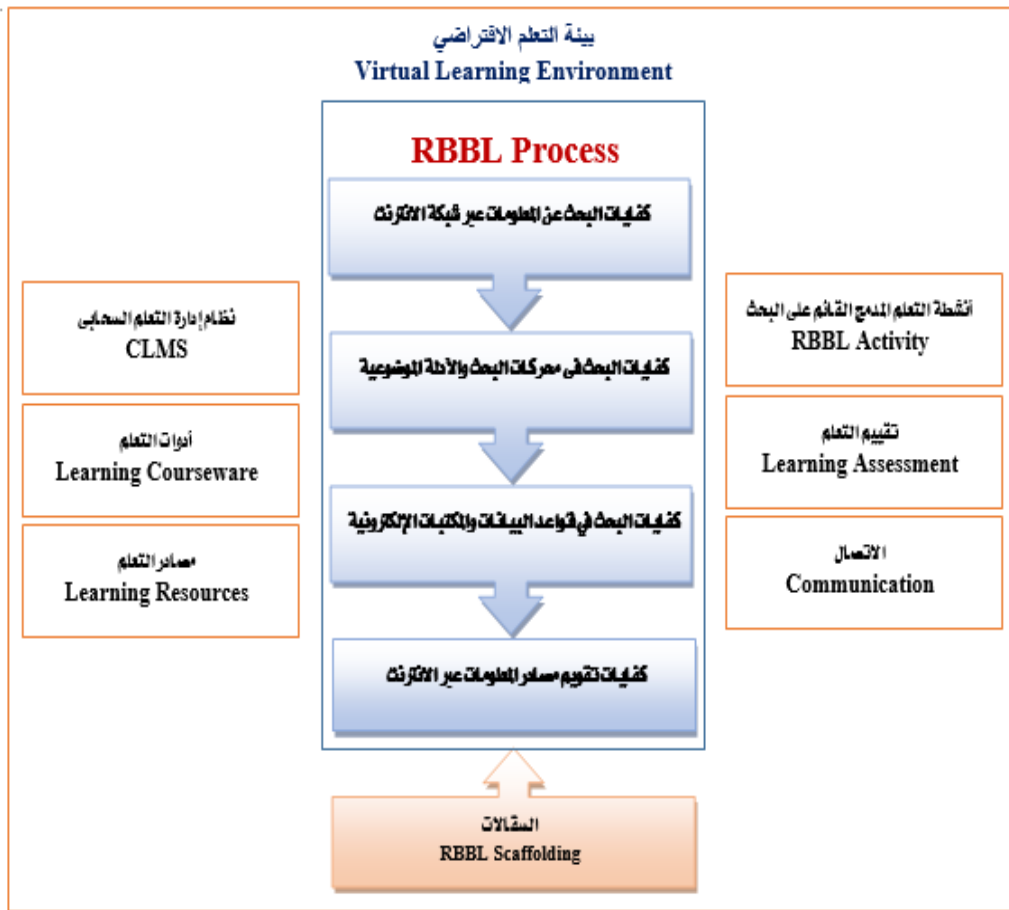 بيئة التعلم الافتراضي
Virtual Learning Environment
RBBL Process
كفايات البحث عن المعلومات عبر شبكة الانترنت
كفايات البحث فى محركات البحث والأدلة الموضوعية
كفايات البحث في قواعد البيانات والمكتبات الإلكترونية
كفايات تقويم مصادر المعلومات عبر الانترنت
نظام إدارة التعلم السحابى
CLMS
أدوات التعلم
Learning Courseware
مصادر التعلم
Learning Resources
أنشطة التعلم المدمج القائم على البحث
RBBL Activity
تقييم التعلم
Learning Assessment
الاتصال
Communication
السقالات
RBBL Scaffolding